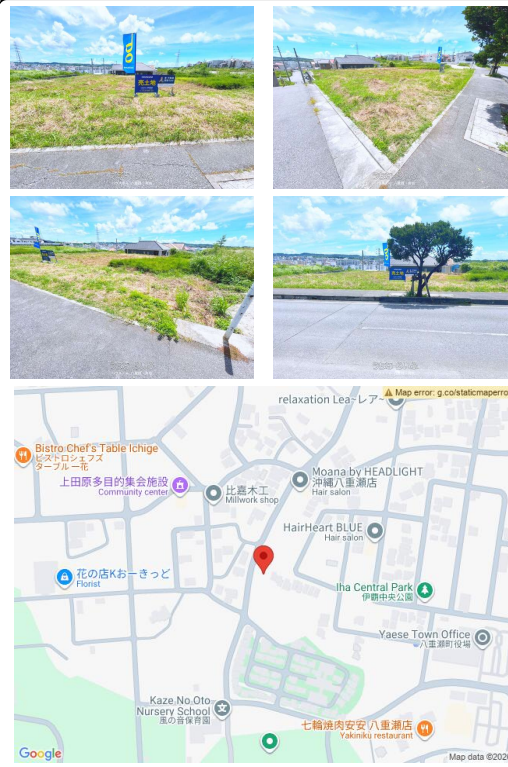 売土地
⚠ Map error: g.co/staticmaperro
relaxation Lea~レア~
Bistro Chef's Table Ichige
ビストロシェフズ
ターブル 一花
Moana by HEADLIGHT
沖縄八重瀬店
Hair salon
上田原多目的集会施設
Community center
比嘉木工
Millwork shop
HairHeart BLUE
Hair salon
花の店Kおーきっど
Florist
Iha Central Park
伊覇中央公園
Yaese Town Office
八重瀬町役場
Kaze No Oto
Nursery School
風の音保育園
七輪焼肉安安 八重瀬店
Yakiniku restaurant
Google
Map data ©202